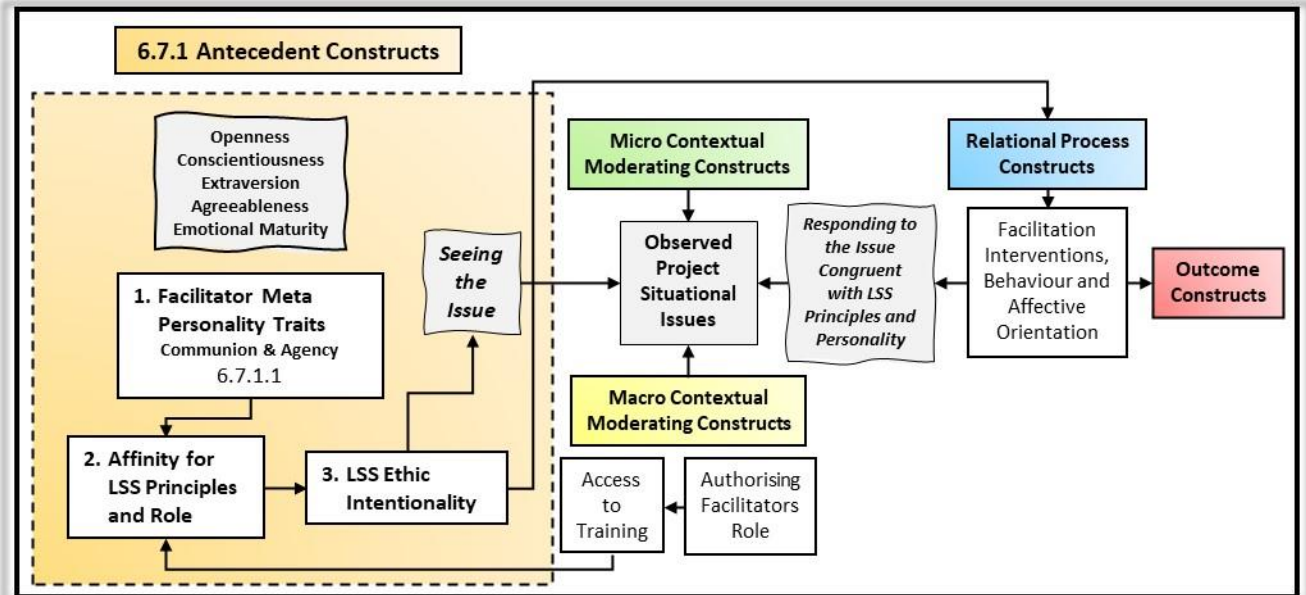 6.7.1 Antecedent Constructs
Openness
Conscientiousness
Extraversion
Agreeableness
Emotional Maturity
1. Facilitator Meta
Personality Traits
Communion & Agency
6.7.1.1
2. Affinity for
LSS Principles
and Role
3. LSS Ethic
Intentionality
Seeing
the
Issue
Micro Contextual
Moderating Constructs
Observed
Project
Situational
Issues
Macro Contextual
Moderating Constructs
Access
to
Training
Authorising
Facilitators
Role
Responding to
the Issue
Congruent
with LSS
Principles and
Personality
Relational Process
Constructs
Facilitation
Interventions,
Behaviour and
Affective
Orientation
Outcome
Constructs